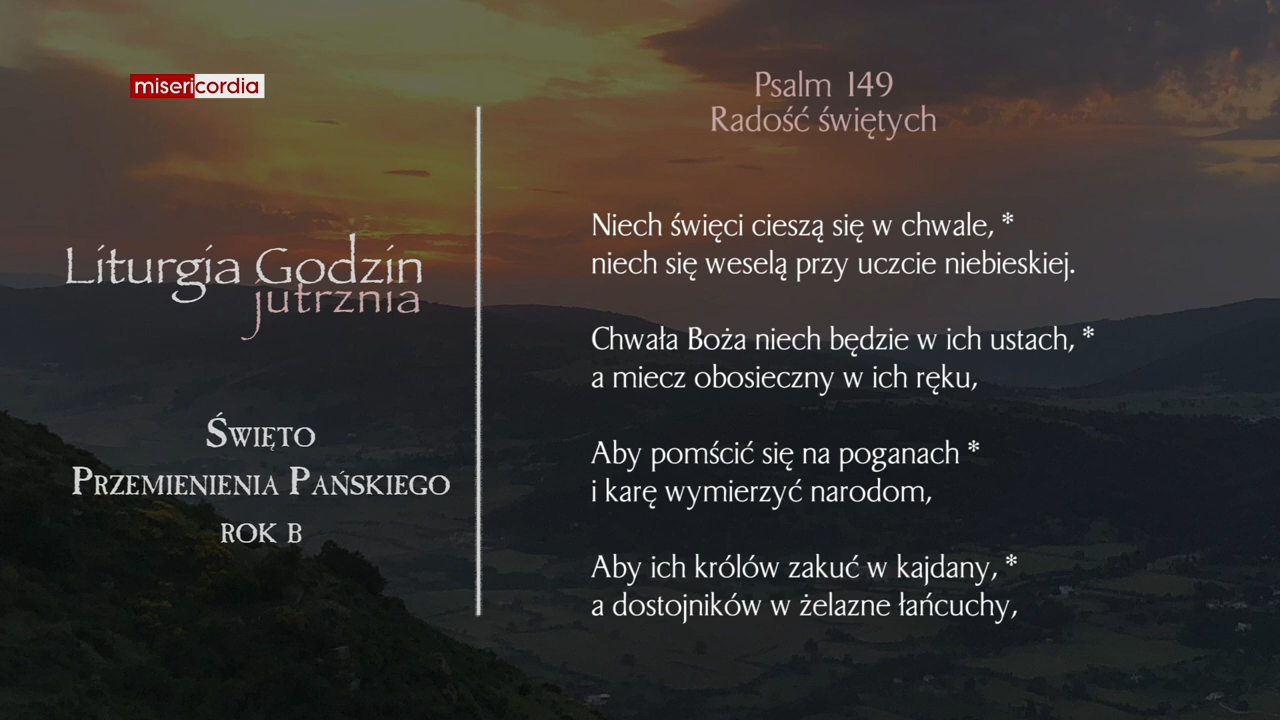 misericordia
Liturgia Godzin
jutrznia
Święto
Przemienienia Pańskiego
rok B
Psalm 149
Radość świętych
Niech święci cieszą się w chwale, *
niech się weselą przy uczcie niebieskiej.
Chwała Boża niech będzie w ich ustach, *
a miecz obosieczny w ich ręku,
Aby pomścić się na poganach *
i karę wymierzyć narodom,
Aby ich królów zakuć w kajdany, *
a dostojników w żelazne łańcuchy,